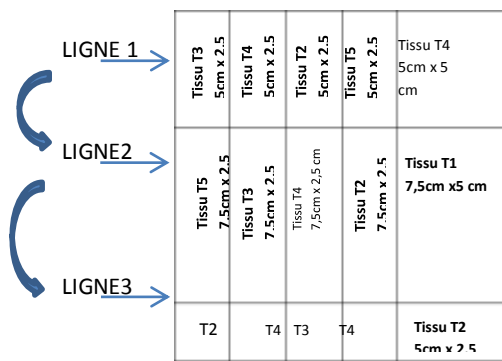 LIGNE 1
Tissu T3
5cm x 2.5
Tissu T4
5cm x 2.5
Tissu T2
5cm x 2.5
Tissu T5
5cm x 2.5
Tissu T4
5cm x 5
cm
LIGNE2
Tissu T5
7.5cm x 2.5
Tissu T3
7.5cm x 2.5
Tissu T4
7,5cm x 2,5 cm
Tissu T2
7.5cm x 2.5
Tissu T1
7,5cm x5 cm
LIGNE3
T2
T4
T3
T4
Tissu T2
5cm x 2.5